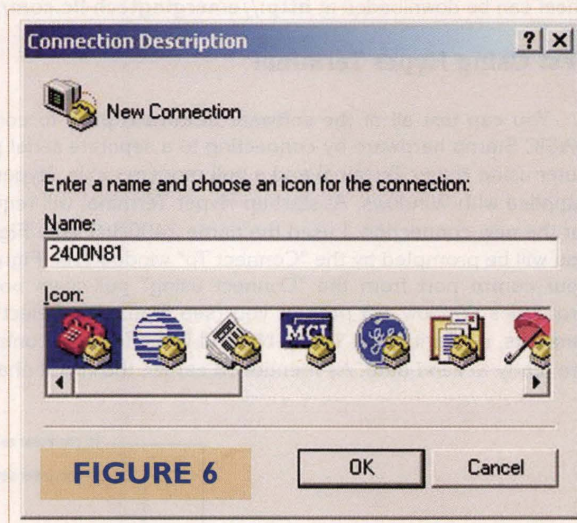 Connection Description
? X
New Connection
Enter a name and choose an icon for the connection:
Name:
2400N81
Icon:
MCI
FIGURE 6
OK
Cancel